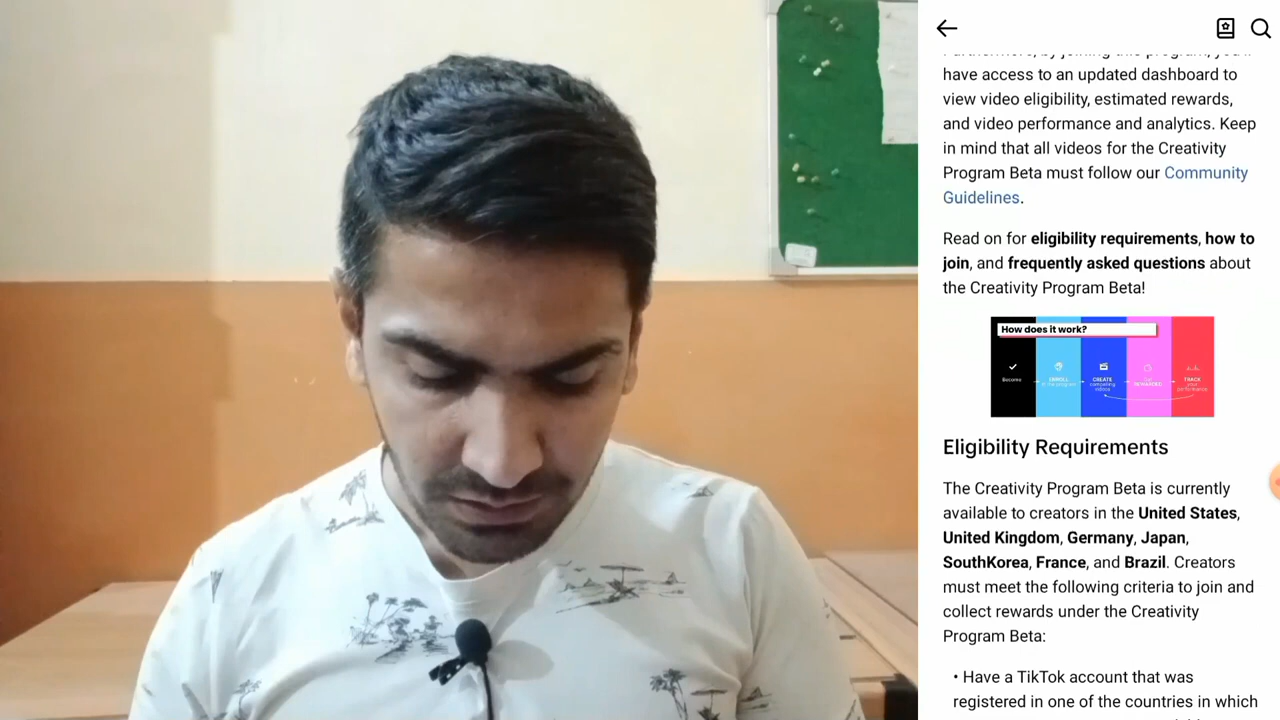 have access to an updated dashboard to
view video eligibility, estimated rewards,
and video performance and analytics. Keep
in mind that all videos for the Creativity
Program Beta must follow our Community
Guidelines.
Read on for eligibility requirements, how to
join, and frequently asked questions about
the Creativity Program Beta!
How does it work?
Become
ENROLL
CREATE
TRACK
Eligibility Requirements
The Creativity Program Beta is currently
available to creators in the United States,
United Kingdom, Germany, Japan,
SouthKorea, France, and Brazil. Creators
must meet the following criteria to join and
collect rewards under the Creativity
Program Beta:
• Have a TikTok account that was
registered in one of the countries in which